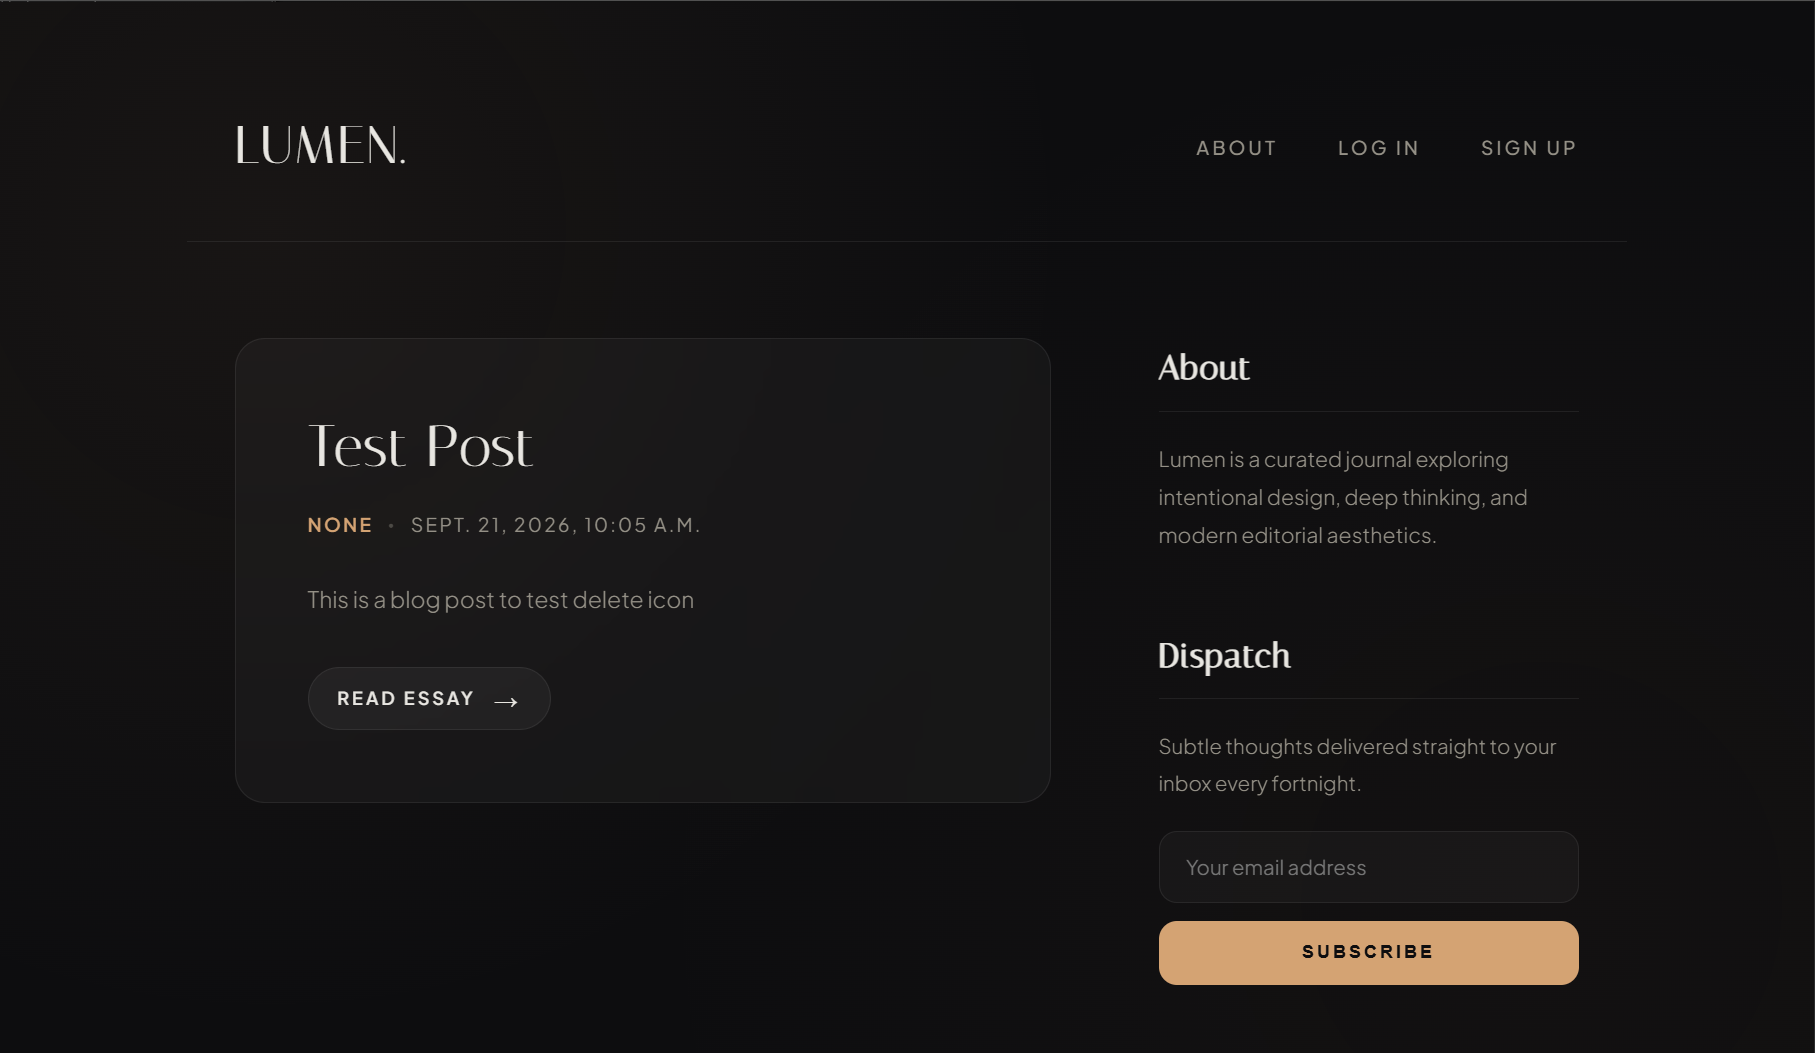 LUMEN.
ABOUT LOG IN SIGN UP
Test Post
NONE • SEPT. 21, 2026, 10:05 A.M.
This is a blog post to test delete icon
READ ESSAY →
About
Lumen is a curated journal exploring
intentional design, deep thinking, and
modern editorial aesthetics.
Dispatch
Subtle thoughts delivered straight to your
inbox every fortnight.
Your email address
SUBSCRIBE